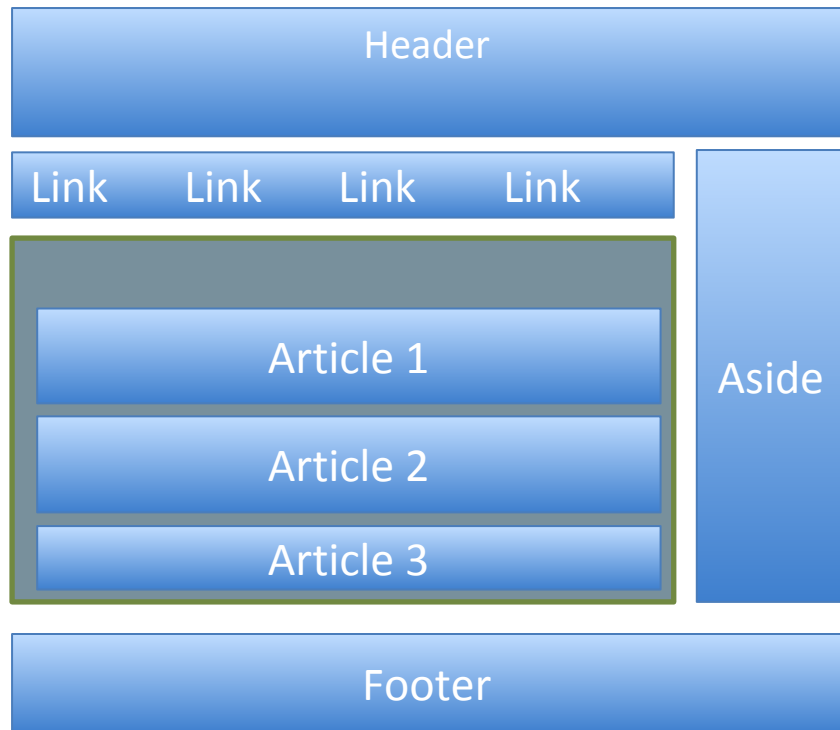 Header
Link Link Link Link
Article 1
Article 2
Article 3
Aside
Footer